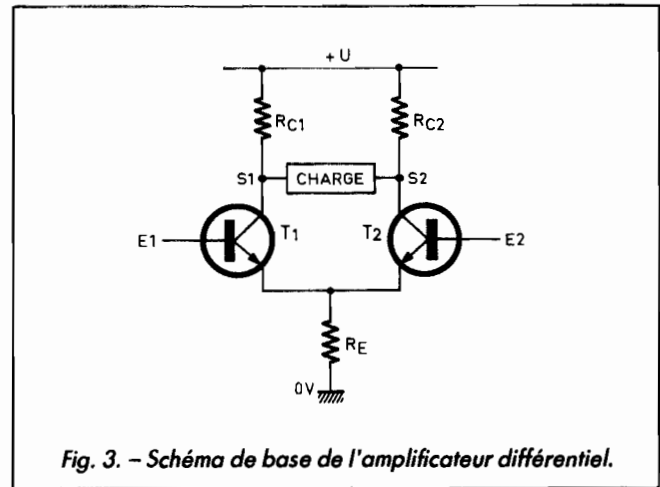 +U
RC1 RC2
S1 CHARGE S2
E1 T1 T2 E2
RE
0V
Fig. 3. – Schéma de base de l'amplificateur différentiel.